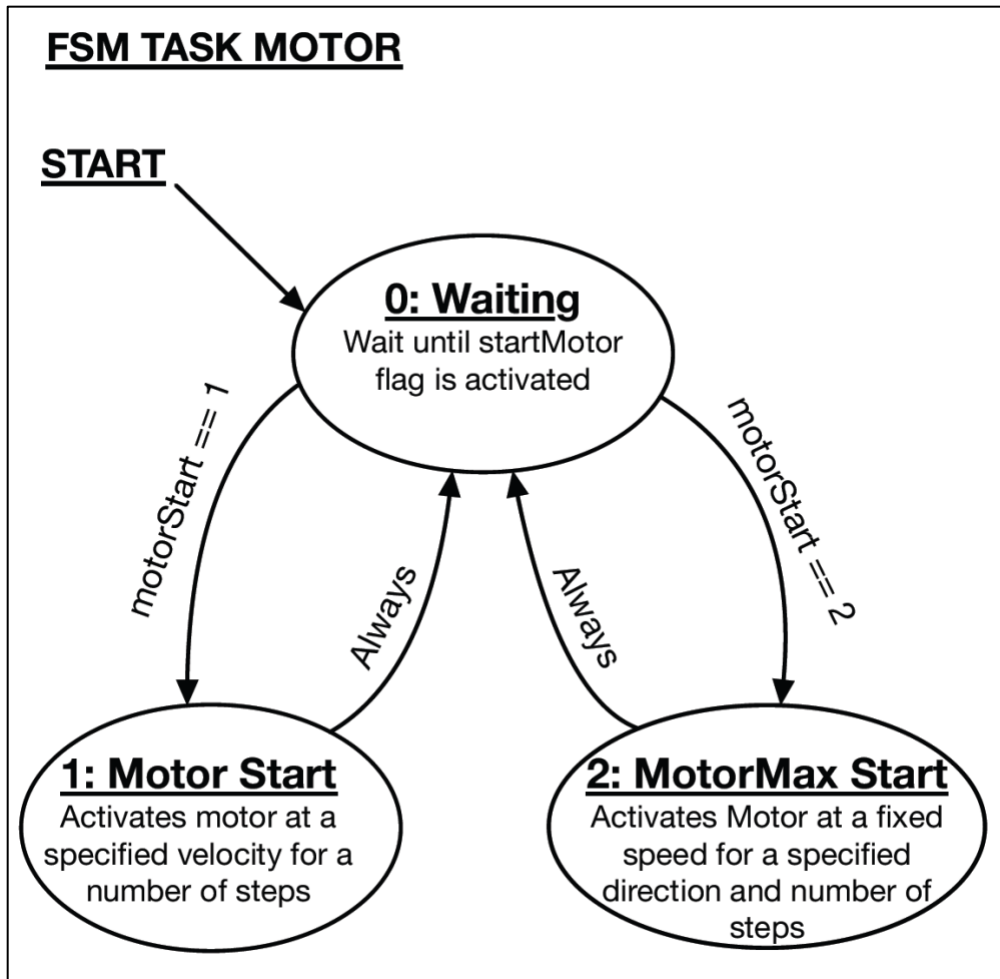 FSM TASK MOTOR
START
0: Waiting
Wait until startMotor
flag is activated
motorStart == 1
motorStart == 2
Always
Always
1: Motor Start
Activates motor at a
specified velocity for a
number of steps
2: MotorMax Start
Activates Motor at a fixed
speed for a specified
direction and number of
steps